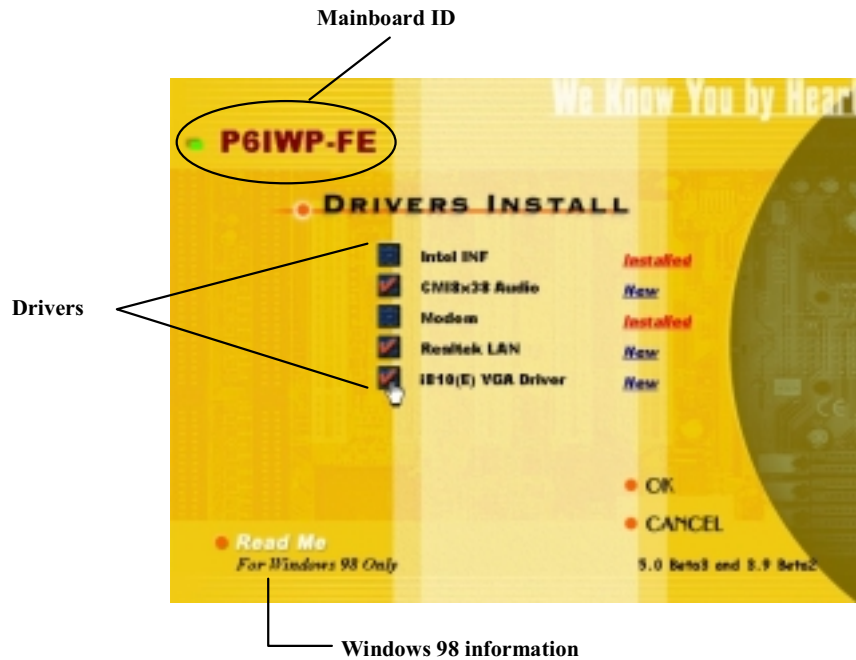 Mainboard ID
We Know You by Heart
P6IWP-FE
DRIVERS INSTALL
Intel INF Installed
CMI8x38 Audio New
Drivers
Modem Installed
Realtek LAN New
i810(E) VGA Driver New
OK
CANCEL
Read Me
For Windows 98 Only
5.0 Beta3 and 3.9 Beta2
Windows 98 information